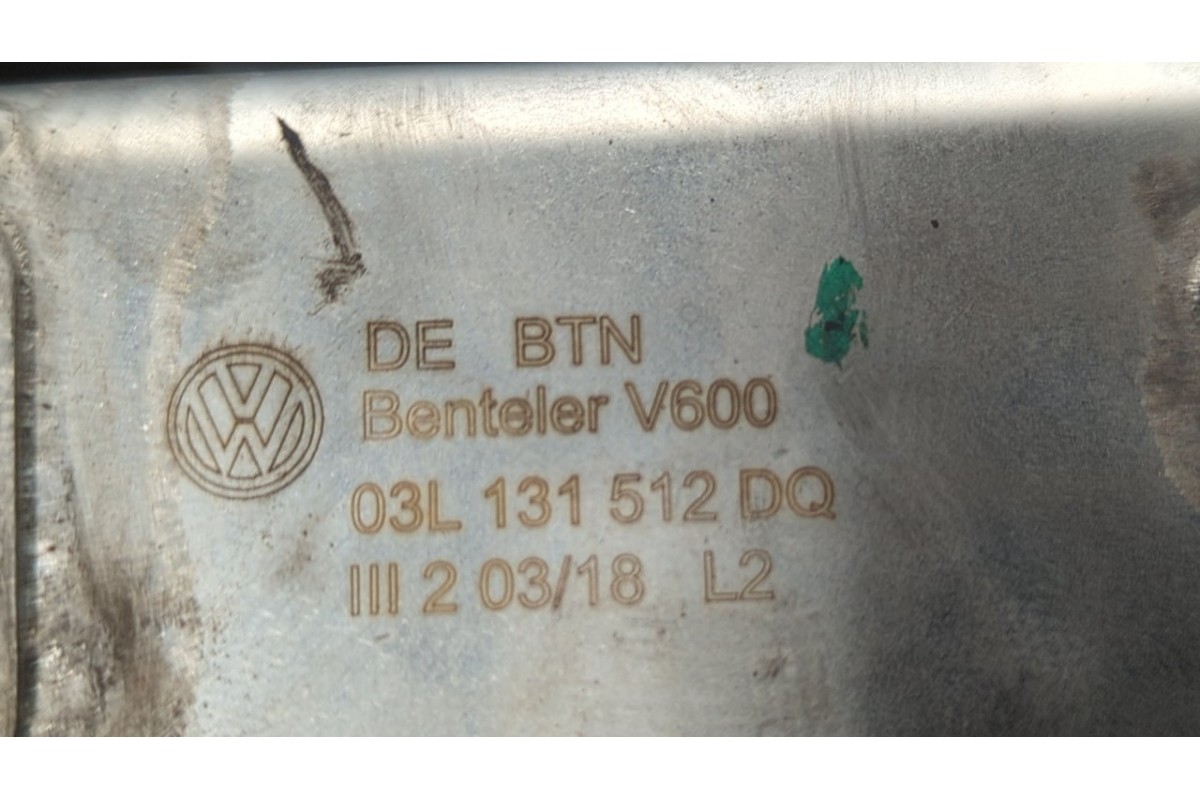 DE BTN
Benteler V600
03L 131 512 DQ
III 2 03/18 L2